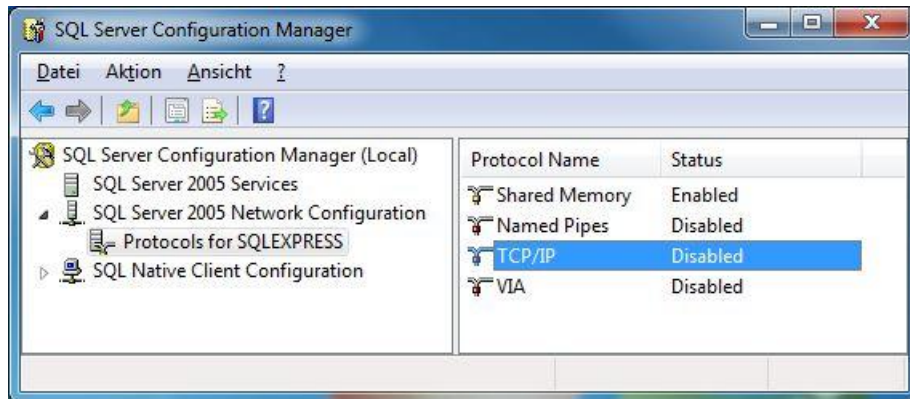 SQL Server Configuration Manager
Datei Aktion Ansicht ?
SQL Server Configuration Manager (Local)
SQL Server 2005 Services
SQL Server 2005 Network Configuration
Protocols for SQLEXPRESS
SQL Native Client Configuration
Protocol Name Status
Shared Memory Enabled
Named Pipes Disabled
TCP/IP Disabled
VIA Disabled